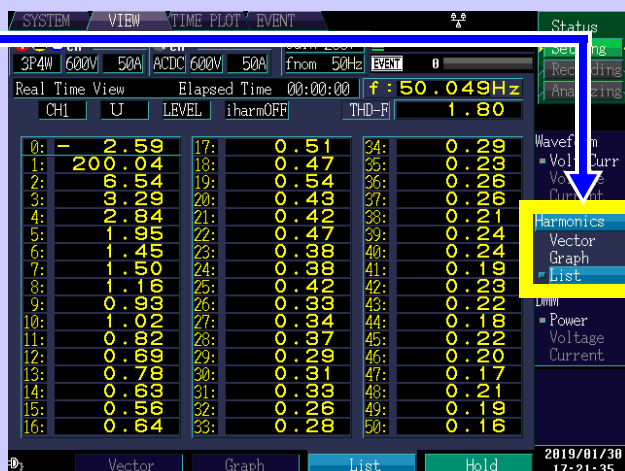 SYSTEM VIEW TIME PLOT EVENT
Status
3P4W 600V 50A ACDC 600V 50A fnom 50Hz EVENT 0
Real Time View Elapsed Time 00:00:00 f:50.049Hz
CH1 U LEVEL iharmOFF THD-F 1.80
0: - 2.59 17: 0.51 34: 0.29
1: 200.04 18: 0.47 35: 0.23
2: 6.54 19: 0.54 36: 0.26
3: 3.29 20: 0.43 37: 0.26
4: 2.84 21: 0.42 38: 0.21
5: 1.95 22: 0.47 39: 0.24
6: 1.45 23: 0.38 40: 0.24
7: 1.50 24: 0.38 41: 0.19
8: 1.16 25: 0.42 42: 0.23
9: 0.93 26: 0.33 43: 0.22
10: 1.02 27: 0.34 44: 0.18
11: 0.82 28: 0.37 45: 0.22
12: 0.69 29: 0.29 46: 0.20
13: 0.78 30: 0.31 47: 0.17
14: 0.63 31: 0.33 48: 0.21
15: 0.56 32: 0.26 49: 0.19
16: 0.64 33: 0.28 50: 0.16
Harmonics
Vector
Graph
List
DMM
Power
Voltage
Current
Vector Graph List Hold
2019/01/30
17:21:35